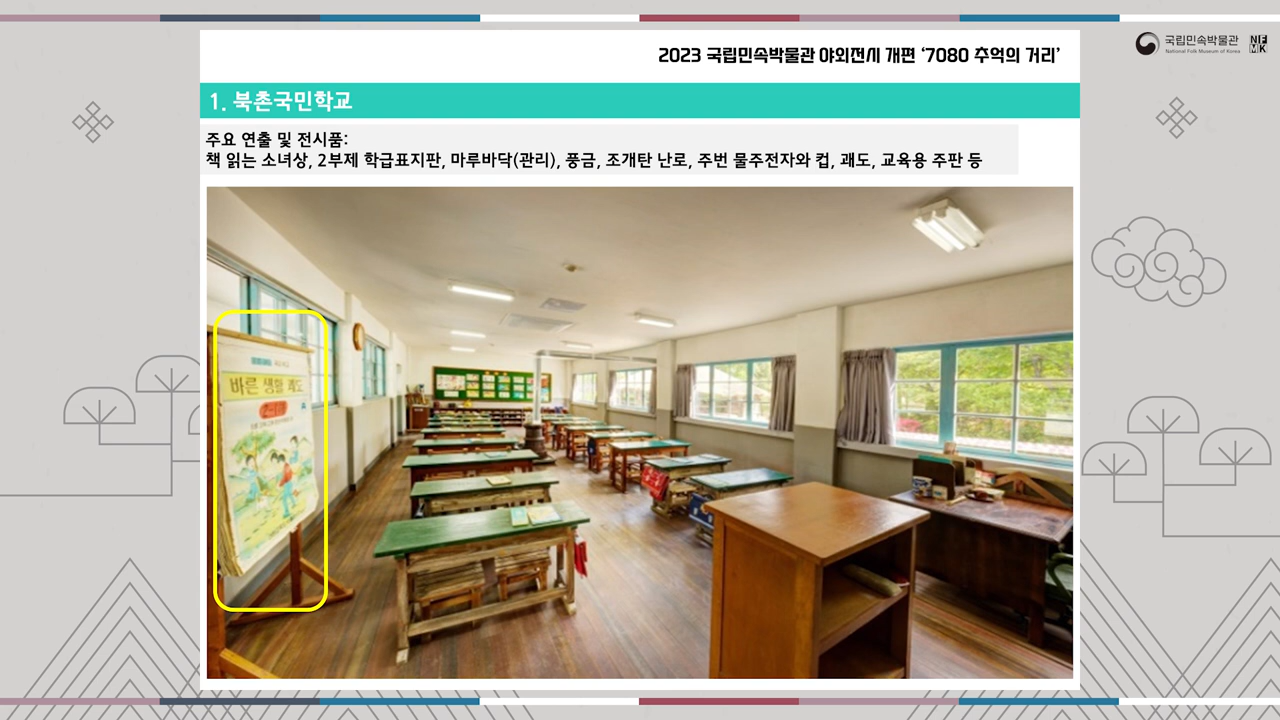 2023 국립민속박물관 야외전시 개편 ‘7080 추억의 거리’
국립민속박물관
National Folk Museum of Korea
NF
MK
1. 북촌국민학교
주요 연출 및 전시품:
책 읽는 소녀상, 2부제 학급표지판, 마루바닥(관리), 풍금, 조개탄 난로, 주번 물주전자와 컵, 괘도, 교육용 주판 등
바른 생활 괘도